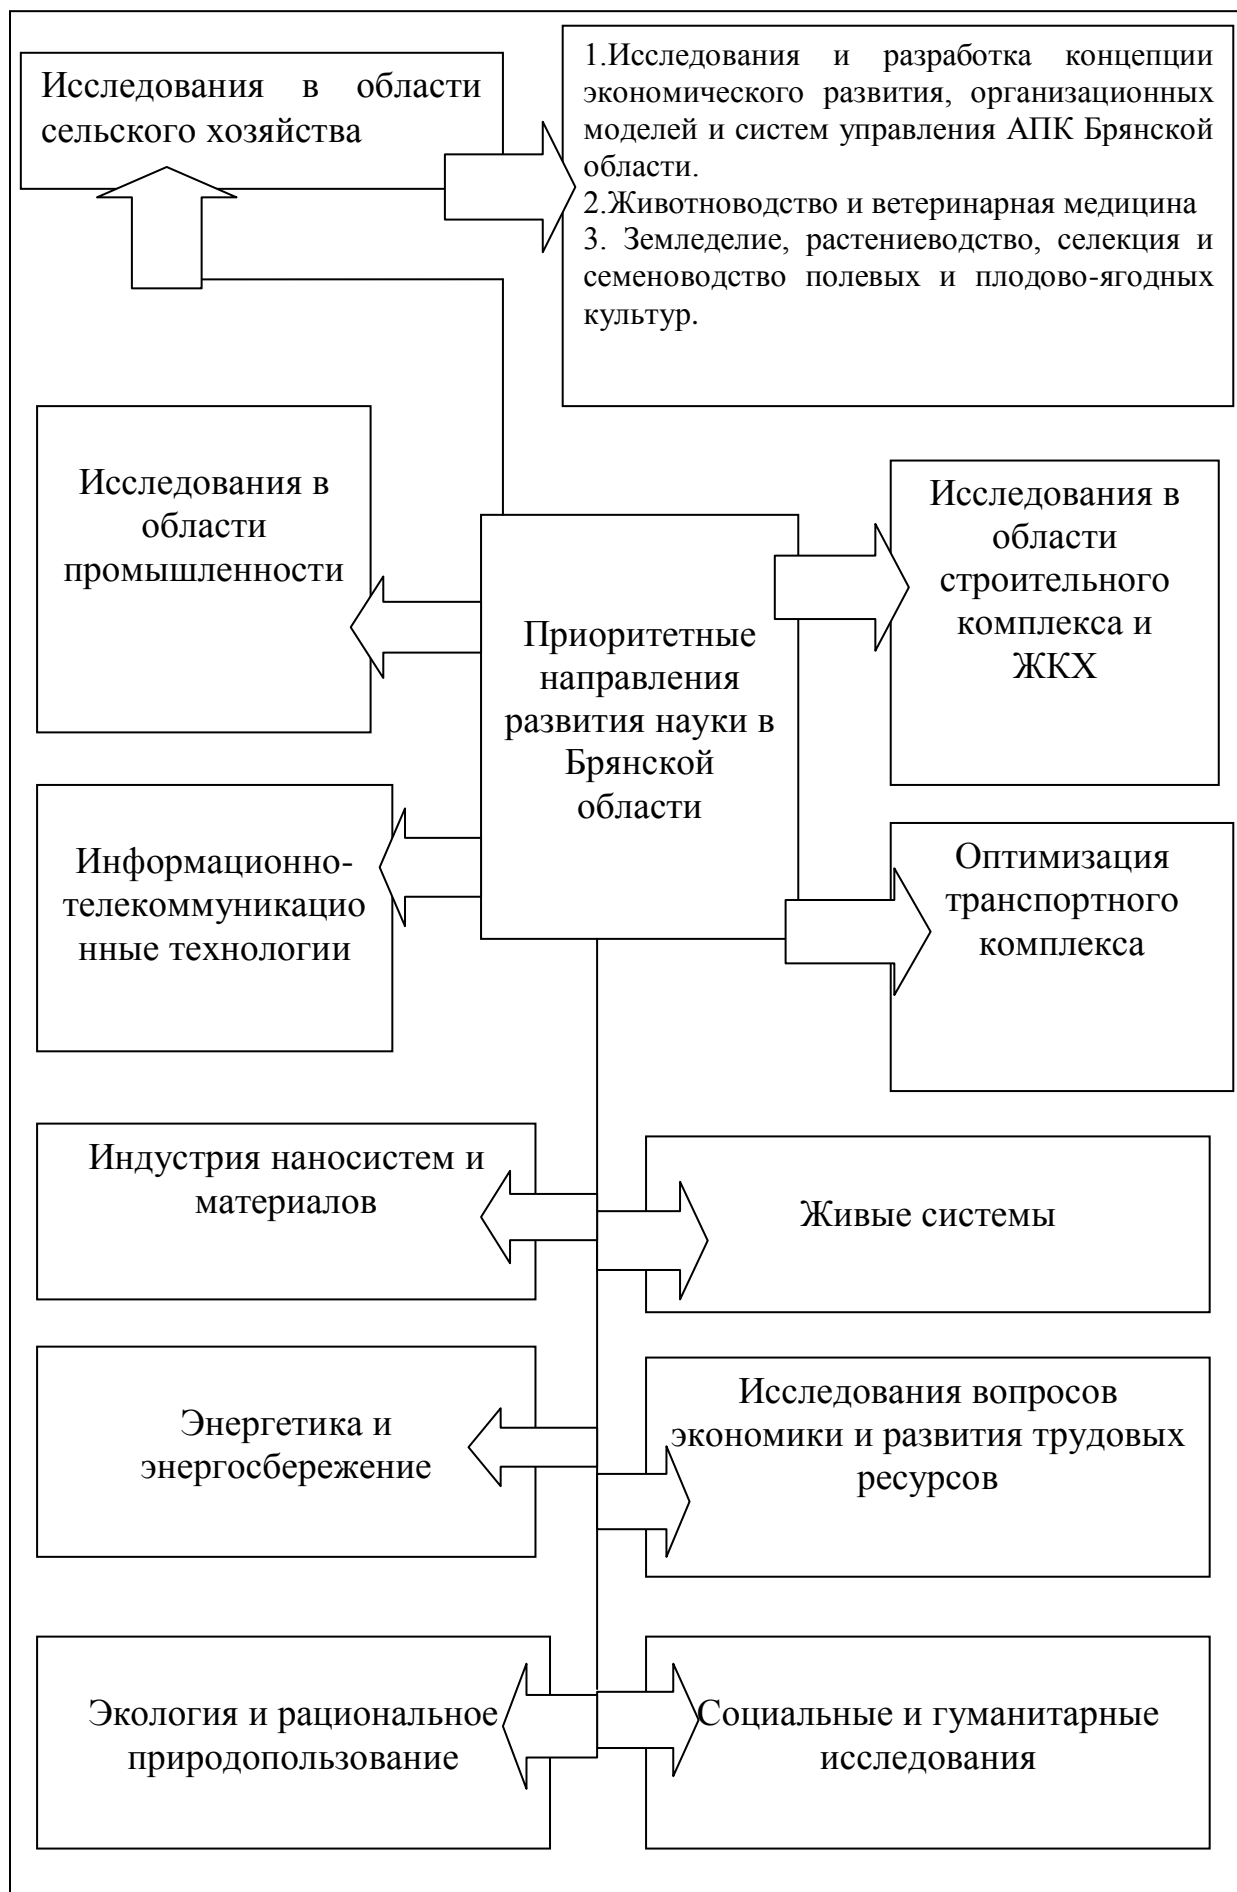 Исследования в области
сельского хозяйства
1.Исследования и разработка концепции
экономического развития, организационных
моделей и систем управления АПК Брянской
области.
2.Животноводство и ветеринарная медицина
3. Земледелие, растениеводство, селекция и
семеноводство полевых и плодово-ягодных
культур.
Исследования в
области
промышленности
Исследования в
области
строительного
комплекса и
ЖКХ
Приоритетные
направления
развития науки в
Брянской
области
Информационно-
телекоммуникацио
нные технологии
Оптимизация
транспортного
комплекса
Индустрия наносистем и
материалов
Живые системы
Энергетика и
энергосбережение
Исследования вопросов
экономики и развития трудовых
ресурсов
Экология и рациональное
природопользование
Социальные и гуманитарные
исследования